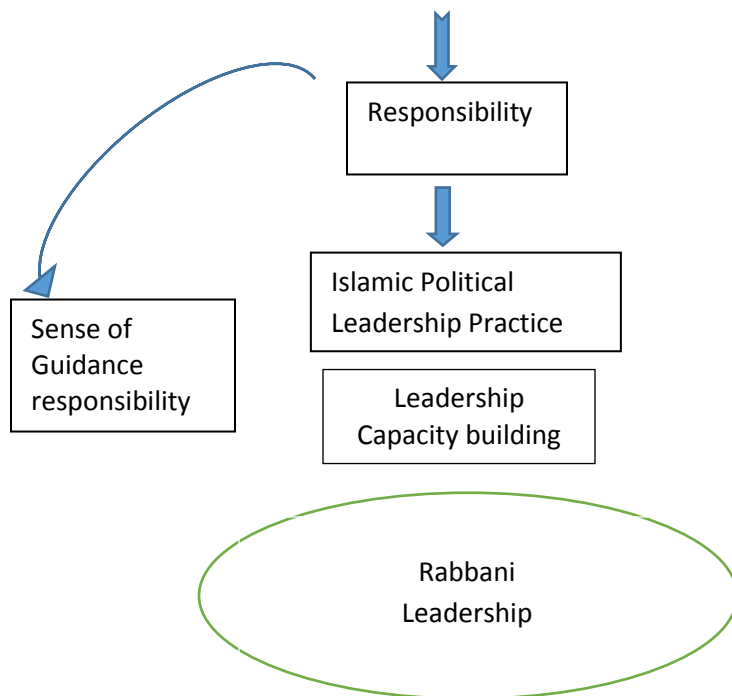 Responsibility
Islamic Political
Leadership Practice
Sense of
Guidance
responsibility
Leadership
Capacity building
Rabbani
Leadership